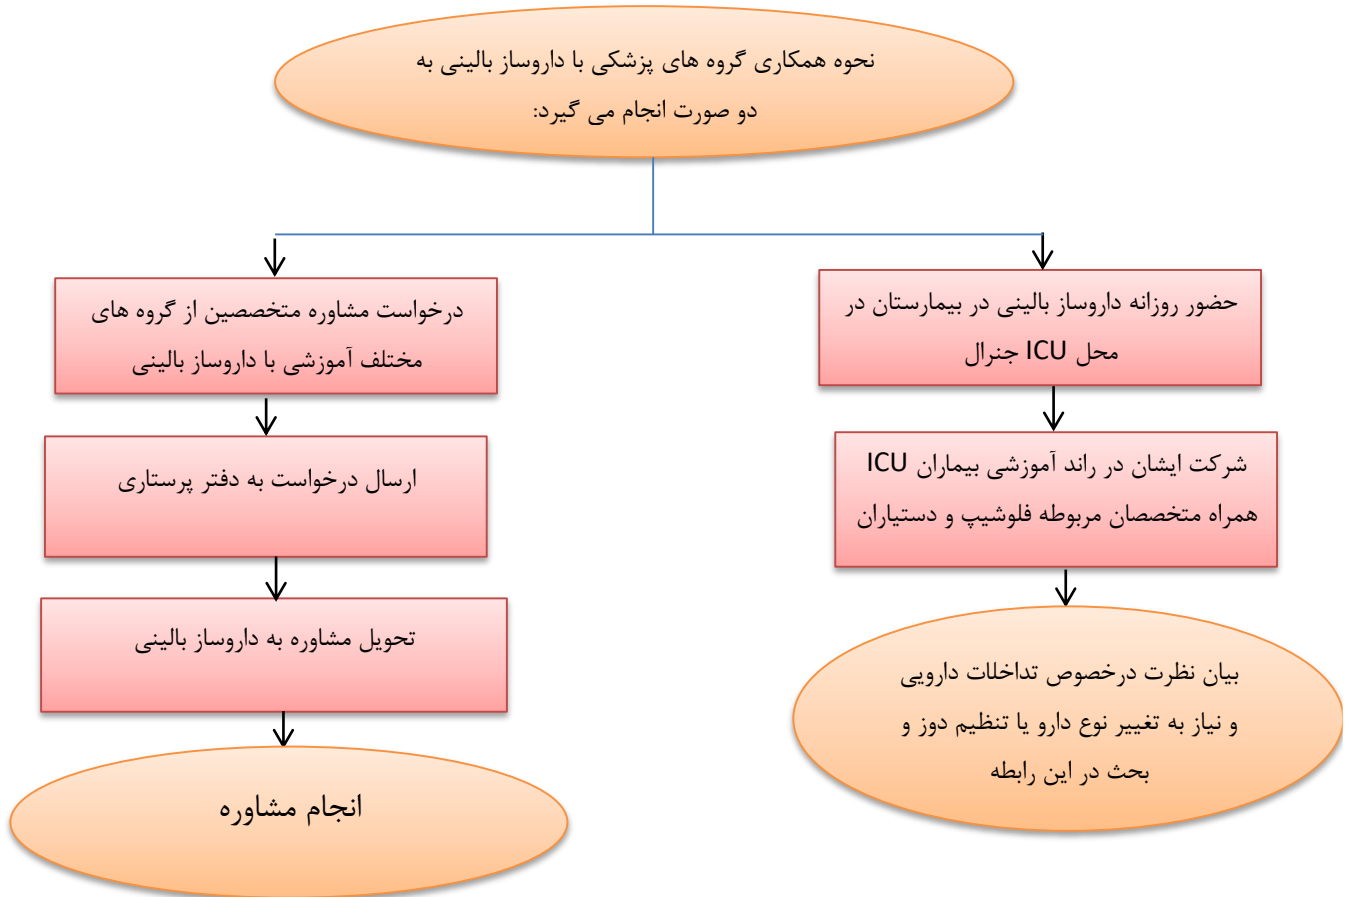 نحوه همکاری گروه های پزشکی با داروساز بالینی به
دو صورت انجام می گیرد:
حضور روزانه داروساز بالینی در بیمارستان در
محل ICU جنرال
شرکت ایشان در راند آموزشی بیماران ICU
همراه متخصصان مربوطه فلوشیپ و دستیاران
بیان نظرت درخصوص تداخلات دارویی
و نیاز به تغییر نوع دارو یا تنظیم دوز و
بحث در این رابطه
درخواست مشاوره متخصصین از گروه های
مختلف آموزشی با داروساز بالینی
ارسال درخواست به دفتر پرستاری
تحویل مشاوره به داروساز بالینی
انجام مشاوره